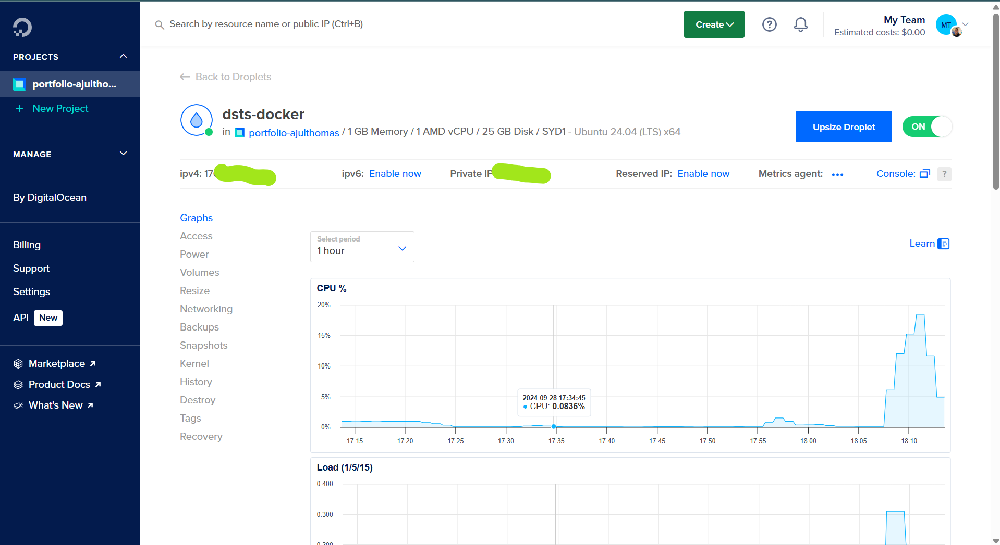 Search by resource name or public IP (Ctrl+B)
Create
My Team
Estimated costs: $0.00
MT
PROJECTS
portfolio-ajultho...
+ New Project
MANAGE
By DigitalOcean
Billing
Support
Settings
API New
Marketplace
Product Docs
What's New
Back to Droplets
dsts-docker
in portfolio-ajulthomas / 1 GB Memory / 1 AMD vCPU / 25 GB Disk / SYD1 - Ubuntu 24.04 (LTS) x64
Upsize Droplet
ON
ipv4: 170
ipv6: Enable now
Private IP
Reserved IP: Enable now
Metrics agent: •••
Console: ?
Graphs
Access
Power
Volumes
Resize
Networking
Backups
Snapshots
Kernel
History
Destroy
Tags
Recovery
Select period
1 hour
Learn
CPU %
20%
15%
10%
5%
0%
2024-09-28 17:34:45
CPU: 0.0835%
17:15 17:20 17:25 17:30 17:35 17:40 17:45 17:50 17:55 18:00 18:05 18:10
Load (1/5/15)
0.400
0.300
0.200